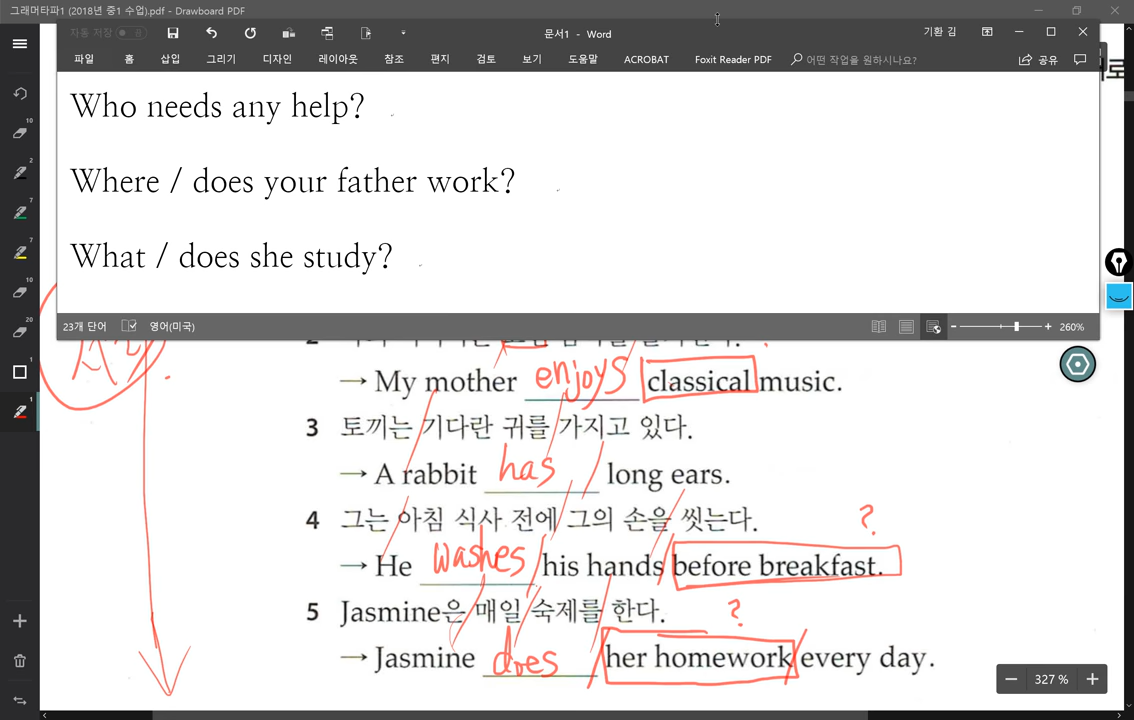 그래머타파1 (2018년 중1 수업).pdf - Drawboard PDF
자동 저장
문서1 - Word
기환 김
파일 홈 삽입 그리기 디자인 레이아웃 참조 편지 검토 보기 도움말 ACROBAT Foxit Reader PDF 어떤 작업을 원하시나요? 공유
Who needs any help?
Where / does your father work?
What / does she study?
23개 단어 영어(미국) 260%
10
2
7
7
10
20
1
1
→ My mother enjoys classical music.
?
3 토끼는 기다란 귀를 가지고 있다.
→ A rabbit has long ears.
4 그는 아침 식사 전에 그의 손을 씻는다.
?
→ He washes his hands before breakfast.
5 Jasmine은 매일 숙제를 한다.
?
→ Jasmine does her homework every day.
327 %